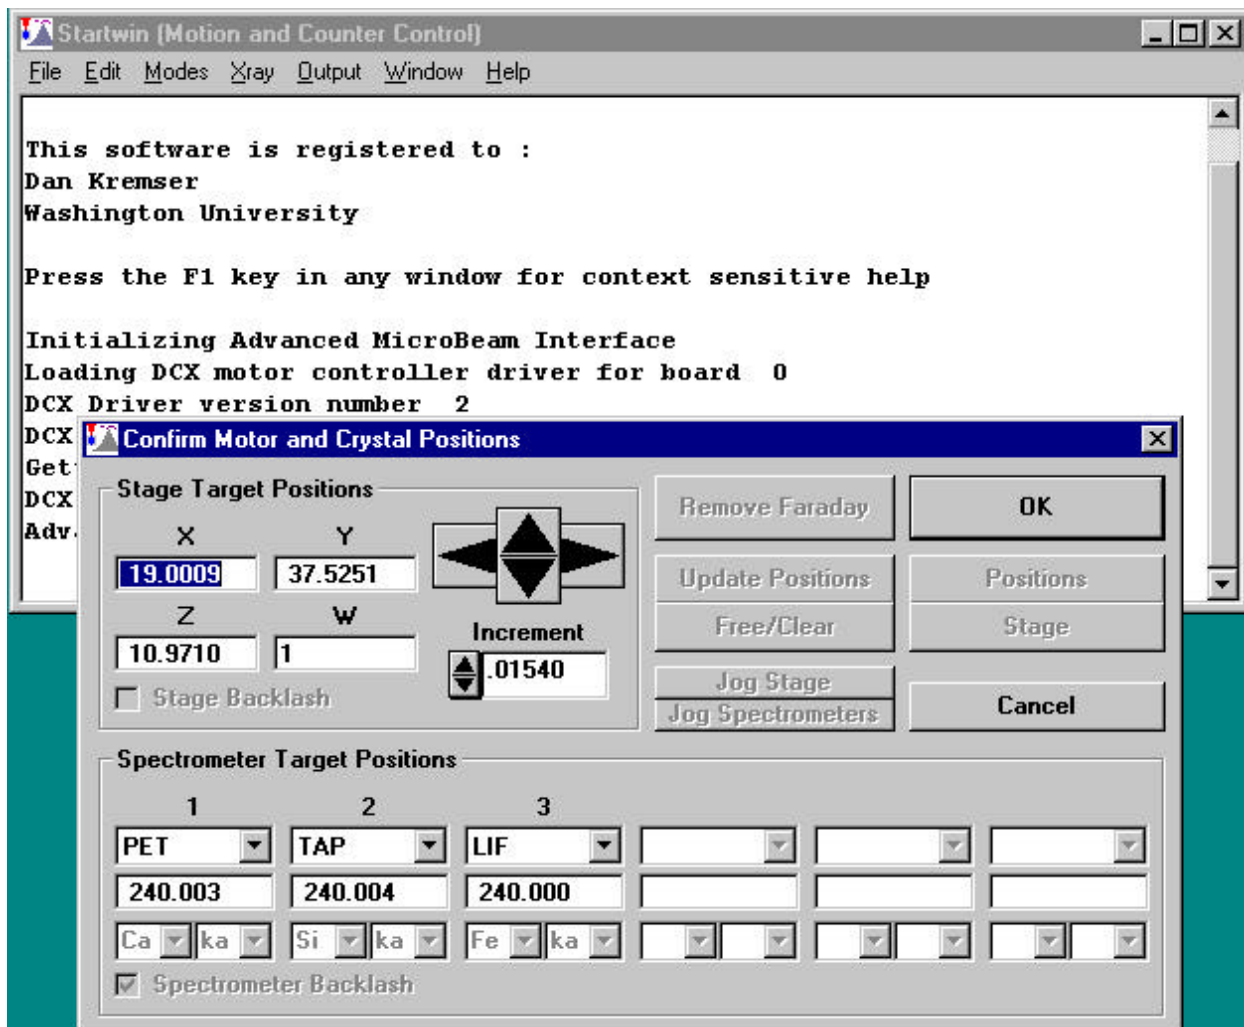 Startwin (Motion and Counter Control)
File Edit Modes Xray Output Window Help
This software is registered to :
Dan Kremser
Washington University
Press the F1 key in any window for context sensitive help
Initializing Advanced MicroBeam Interface
Loading DCX motor controller driver for board 0
DCX Driver version number 2
DCX
Get
DCX
Adv
Confirm Motor and Crystal Positions
Stage Target Positions
X Y
19.0009 37.5251
Z W
10.9710 1
Increment
.01540
Stage Backlash
Remove Faraday OK
Update Positions Positions
Free/Clear Stage
Jog Stage
Jog Spectrometers
Cancel
Spectrometer Target Positions
1 2 3
PET TAP LIF
240.003 240.004 240.000
Ca ka Si ka Fe ka
Spectrometer Backlash